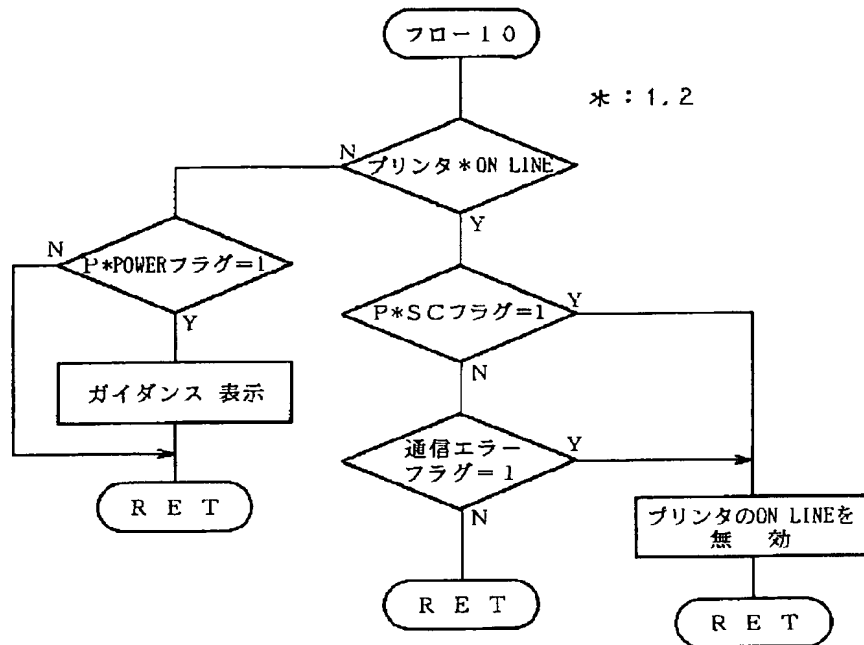 フロー10
*:1,2
N
プリンタ*ON LINE
Y
N
P*POWERフラグ=1
Y
P*SCフラグ=1
Y
N
ガイダンス 表示
通信エラー
フラグ=1
Y
N
RET
プリンタのON LINEを
無 効
RET
RET